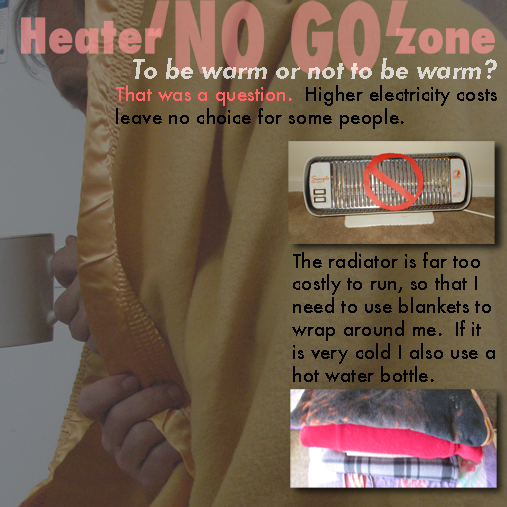 Heater 'NO GO' zone
To be warm or not to be warm?
That was a question. Higher electricity costs
leave no choice for some people.
The radiator is far too
costly to run, so that I
need to use blankets to
wrap around me. If it
is very cold I also use a
hot water bottle.